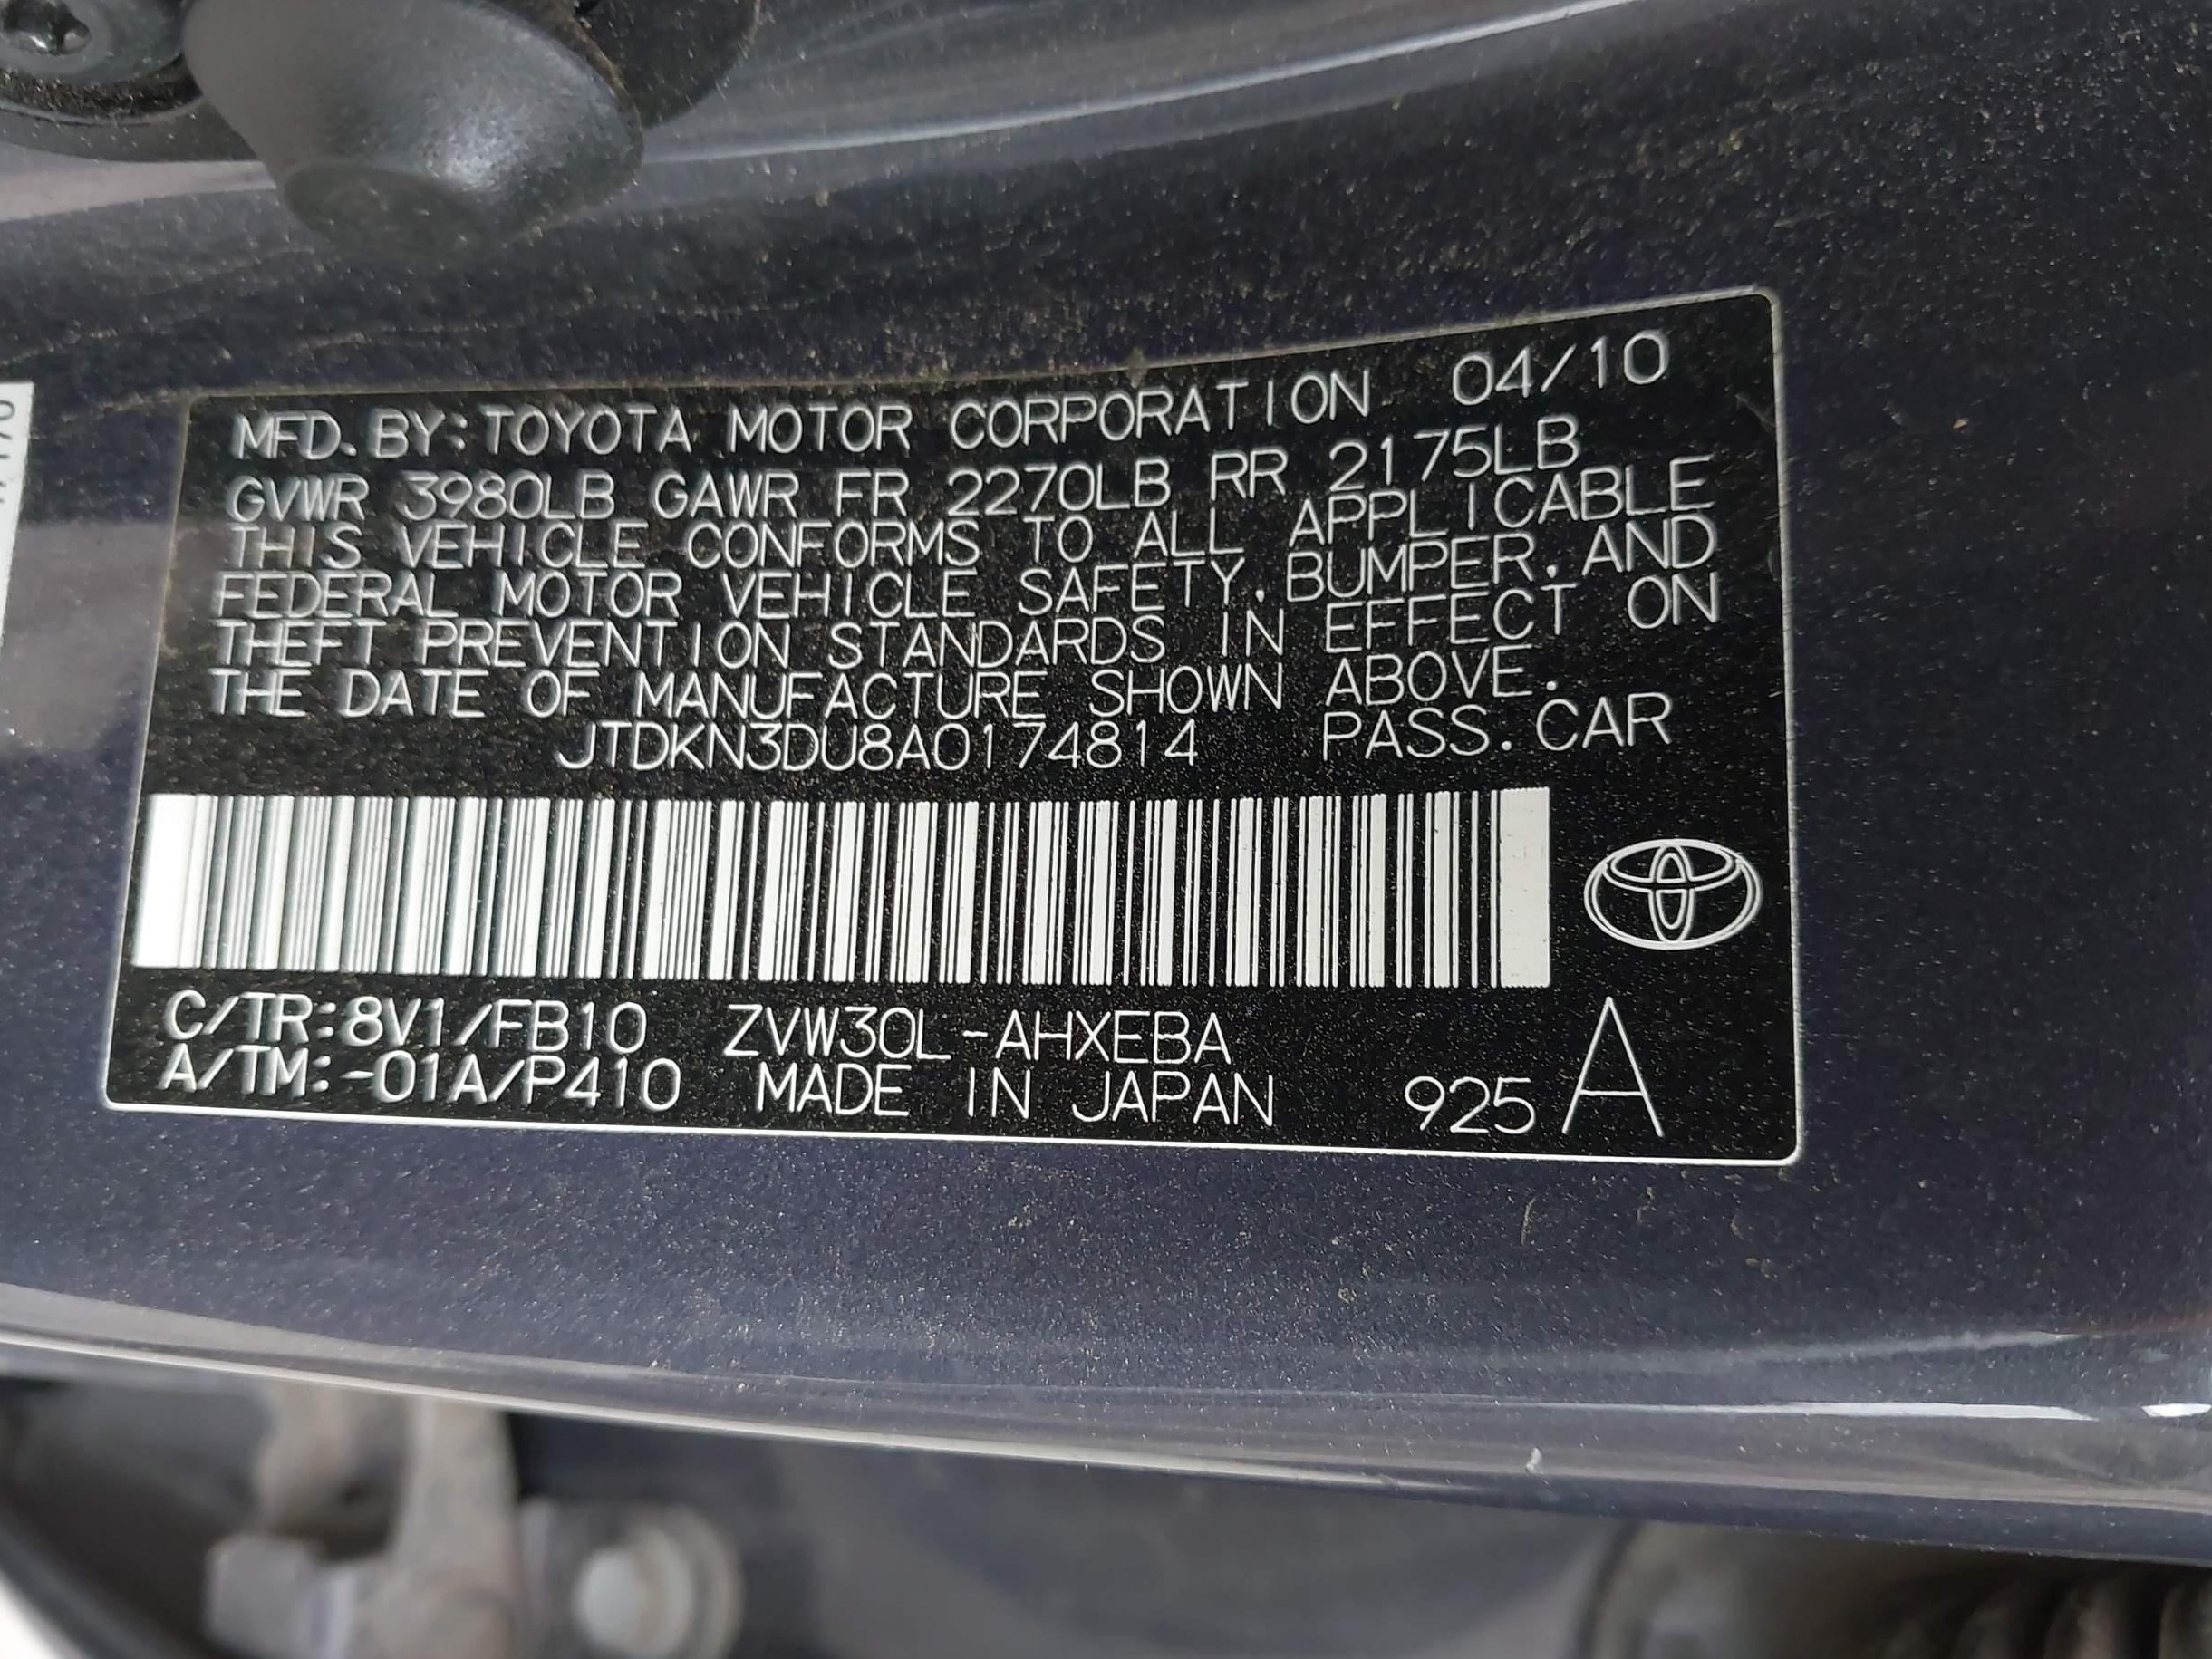 MFD. BY: TOYOTA MOTOR CORPORATION 04/10
GVWR 3980LB GAWR FR 2270LB RR 2175LB
THIS VEHICLE CONFORMS TO ALL APPLICABLE
FEDERAL MOTOR VEHICLE SAFETY, BUMPER, AND
THEFT PREVENTION STANDARDS IN EFFECT ON
THE DATE OF MANUFACTURE SHOWN ABOVE.
JTDKN3DU8A0174814 PASS. CAR
C/TR:8V1/FB10 ZVW30L-AHXEBA
A/TM:-01A/P410 MADE IN JAPAN 925 A